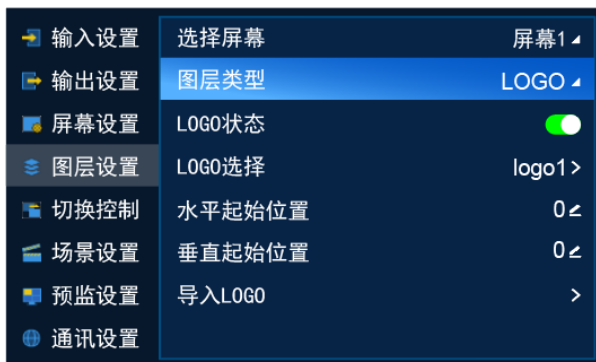 输入设置 选择屏幕 屏幕1
输出设置 图层类型 LOGO
屏幕设置 LOGO状态
图层设置 LOGO选择 logo1>
切换控制 水平起始位置 0
场景设置 垂直起始位置 0
预监设置 导入LOGO >
通讯设置